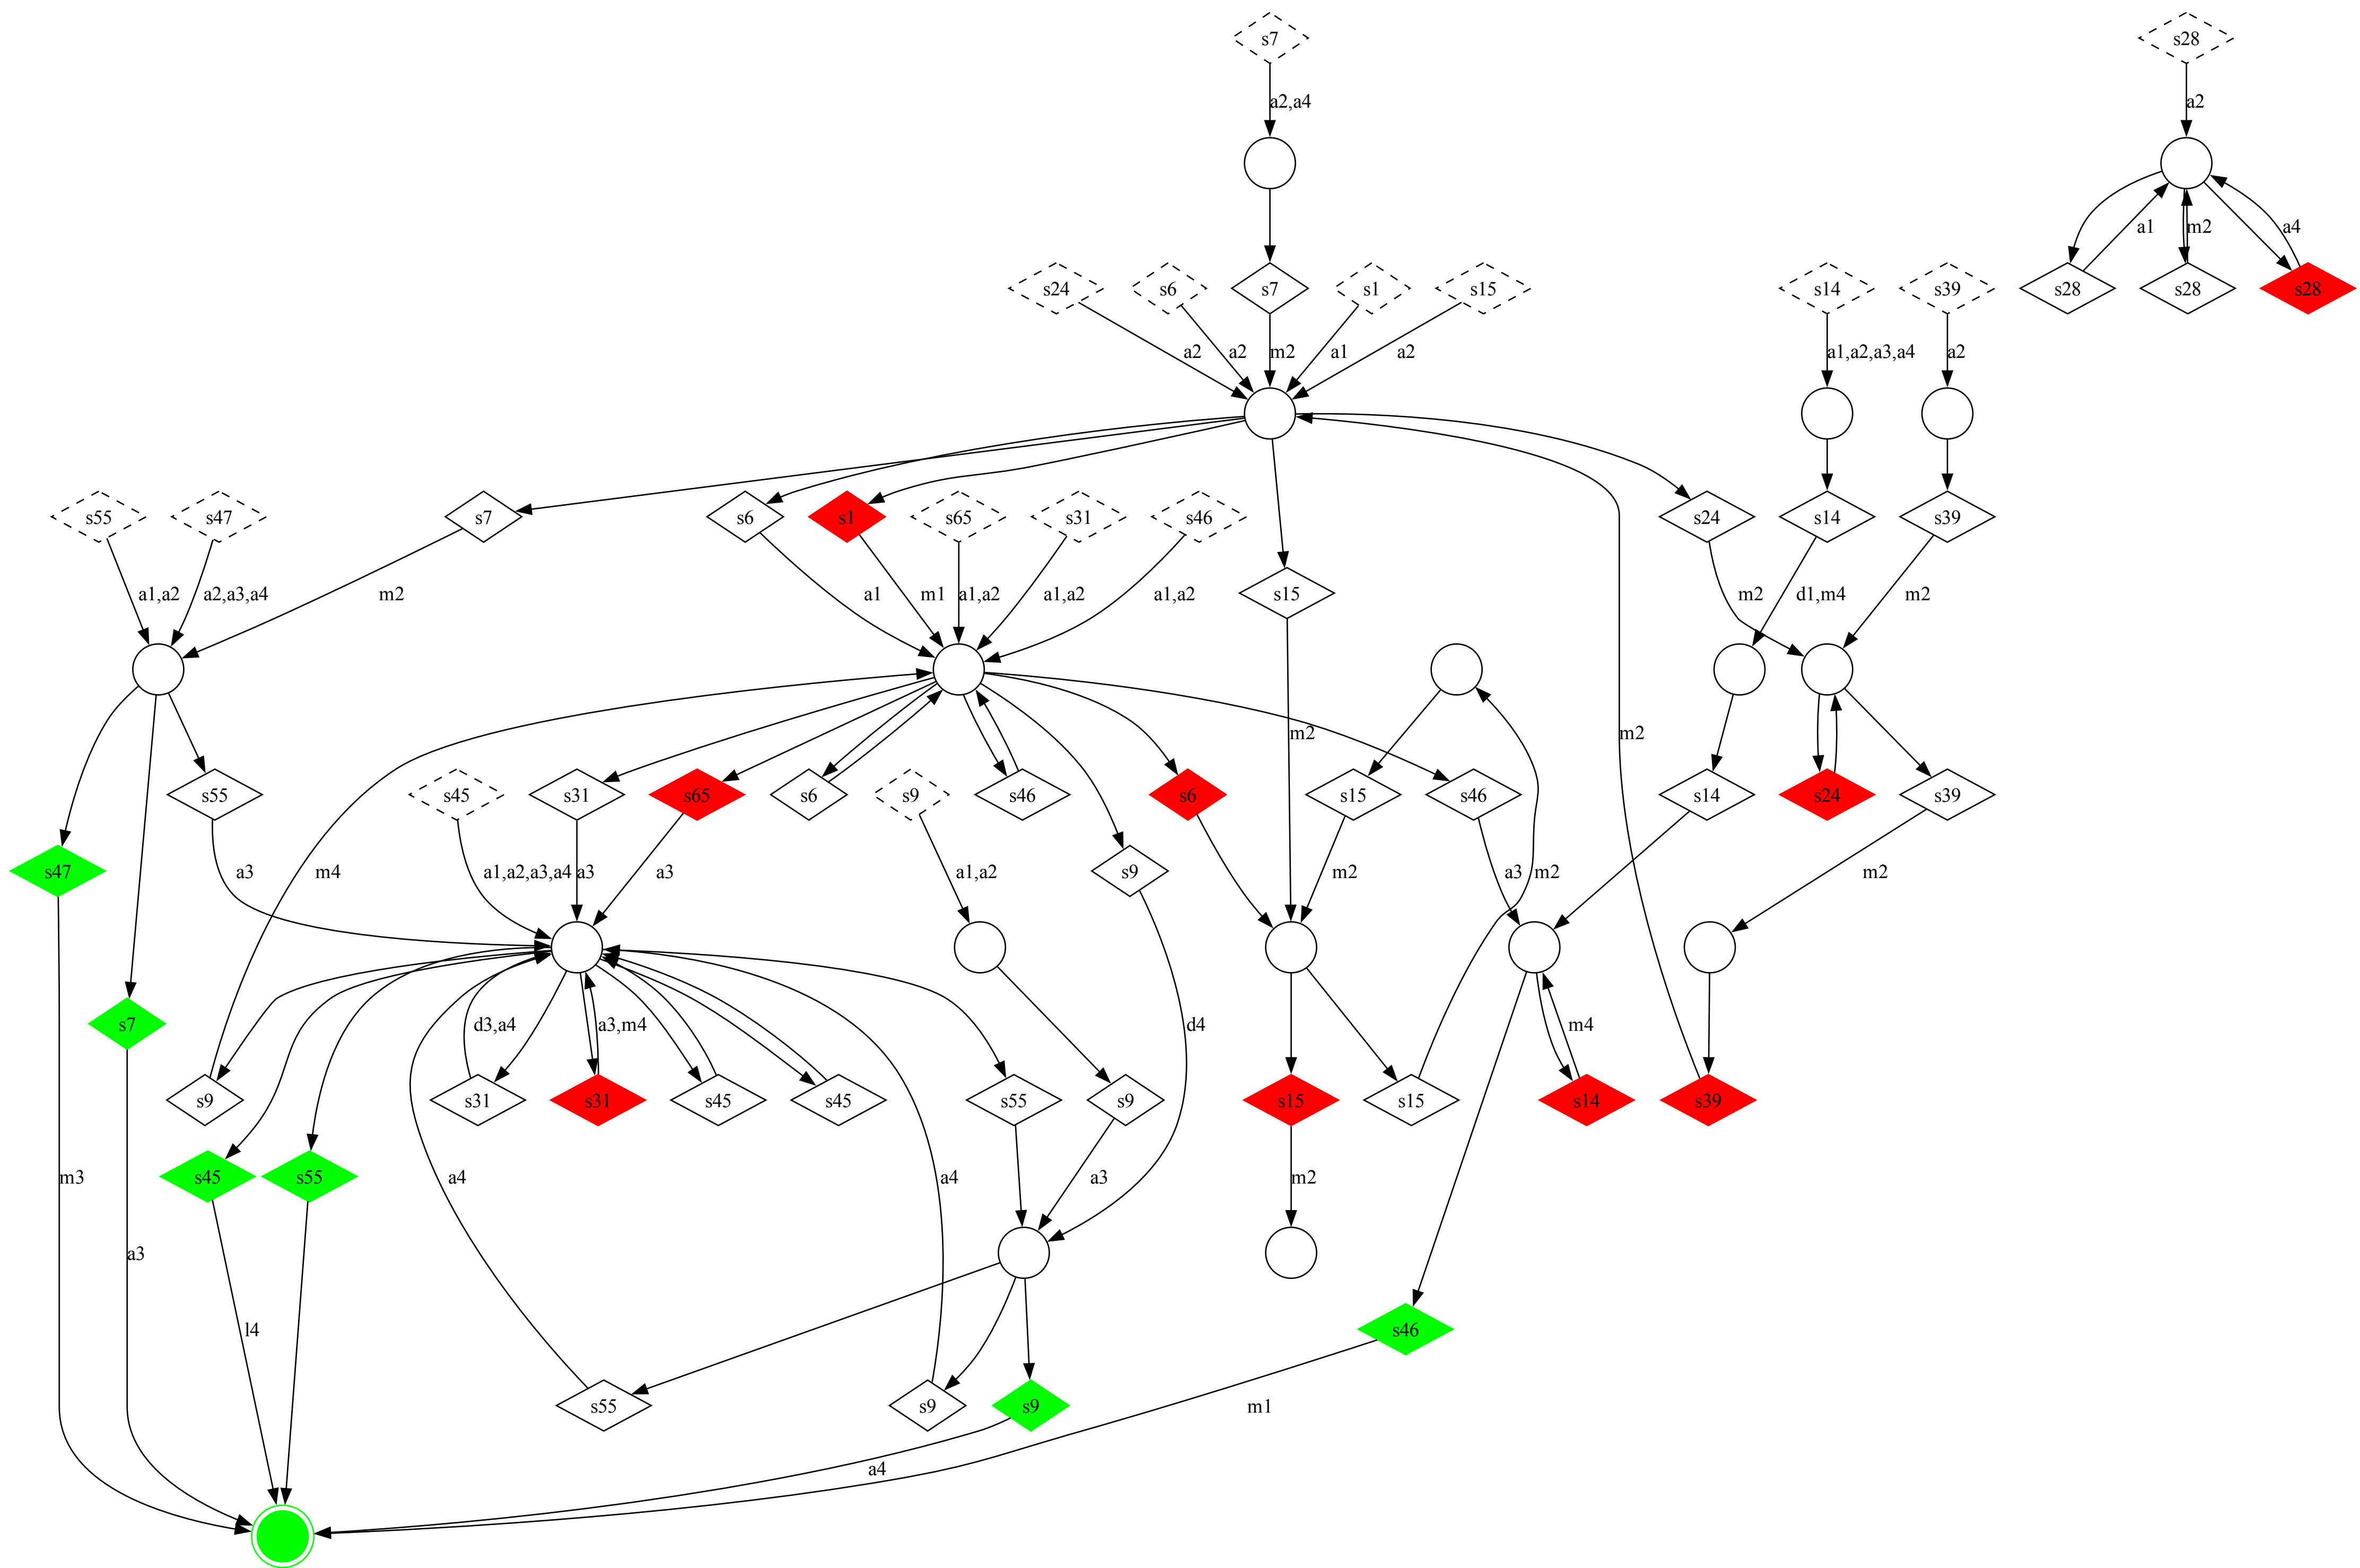 s7
s28
a2,a4
a2
s24
s6
s7
s1
s15
s14
s39
a1
m2
a4
s28
s28
s28
a2
a2
m2
a1
a2
a1,a2,a3,a4
a2
s55
s47
s7
s6
s1
s65
s31
s46
s24
s14
s39
a1,a2
a2,a3,a4
m2
a1
m1
a1,a2
a1,a2
a1,a2
s15
m2
d1,m4
m2
m2
m2
s55
s45
s31
s65
s6
s9
s46
s6
s15
s46
s14
s24
s39
s47
a3
m4
a1,a2,a3,a4
a3
a3
a1,a2
s9
m2
m2
a3
m2
s7
d3,a4
a3,m4
d4
m4
s9
s31
s31
s45
s45
s55
s9
s15
s15
s14
s39
s45
s55
m3
a4
a4
a3
m2
a3
l4
s46
s55
s9
s9
m1
a4